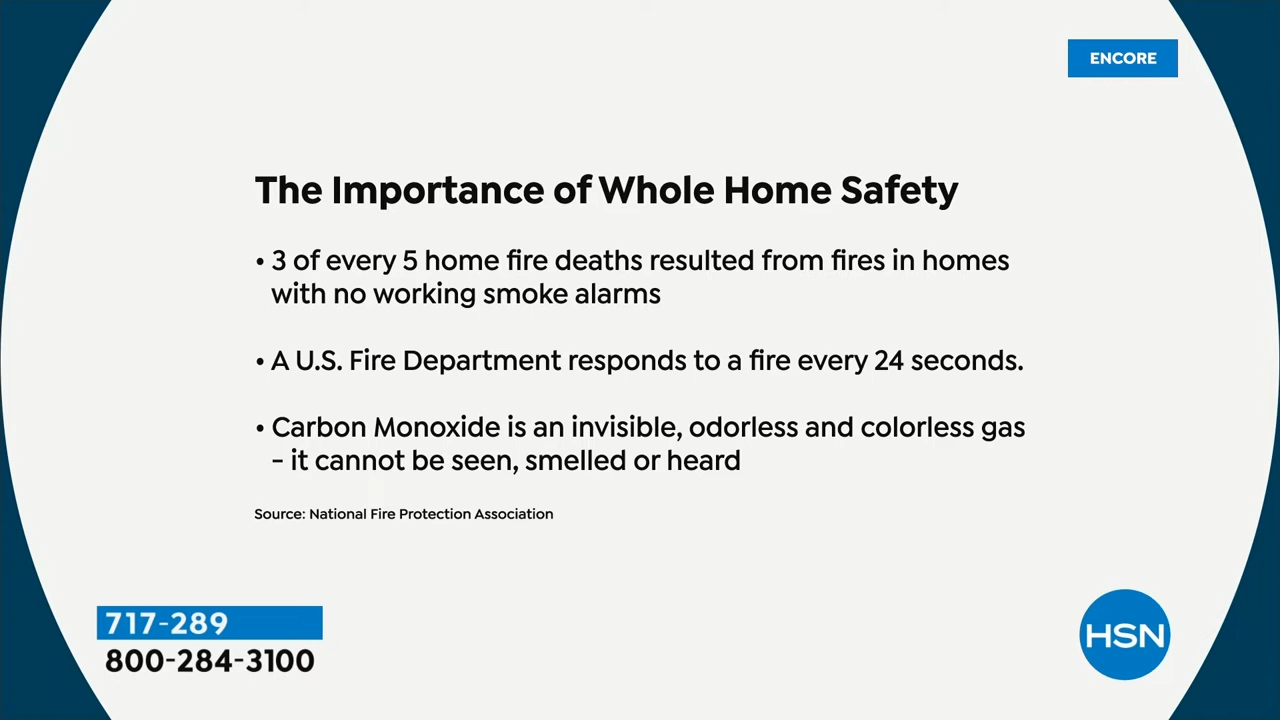 ENCORE
The Importance of Whole Home Safety
• 3 of every 5 home fire deaths resulted from fires in homes
with no working smoke alarms
• A U.S. Fire Department responds to a fire every 24 seconds.
• Carbon Monoxide is an invisible, odorless and colorless gas
- it cannot be seen, smelled or heard
Source: National Fire Protection Association
717-289
800-284-3100
HSN